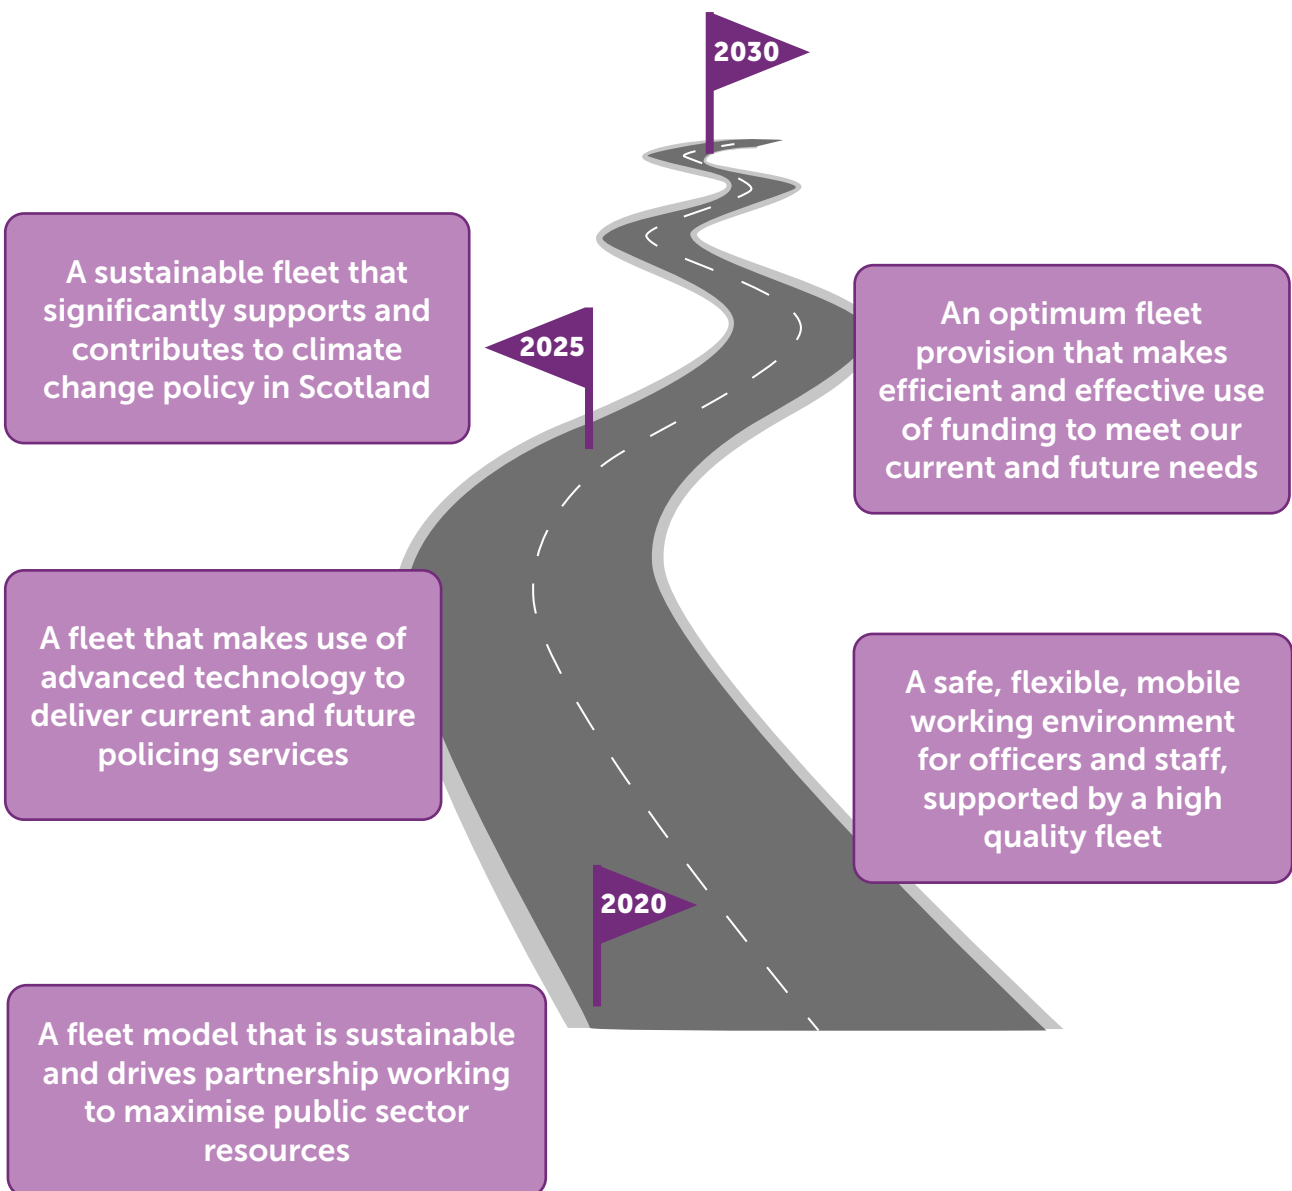 2030
A sustainable fleet that
significantly supports and
contributes to climate
change policy in Scotland
An optimum fleet
provision that makes
efficient and effective use
of funding to meet our
current and future needs
2025
A fleet that makes use of
advanced technology to
deliver current and future
policing services
A safe, flexible, mobile
working environment
for officers and staff,
supported by a high
quality fleet
2020
A fleet model that is sustainable
and drives partnership working
to maximise public sector
resources